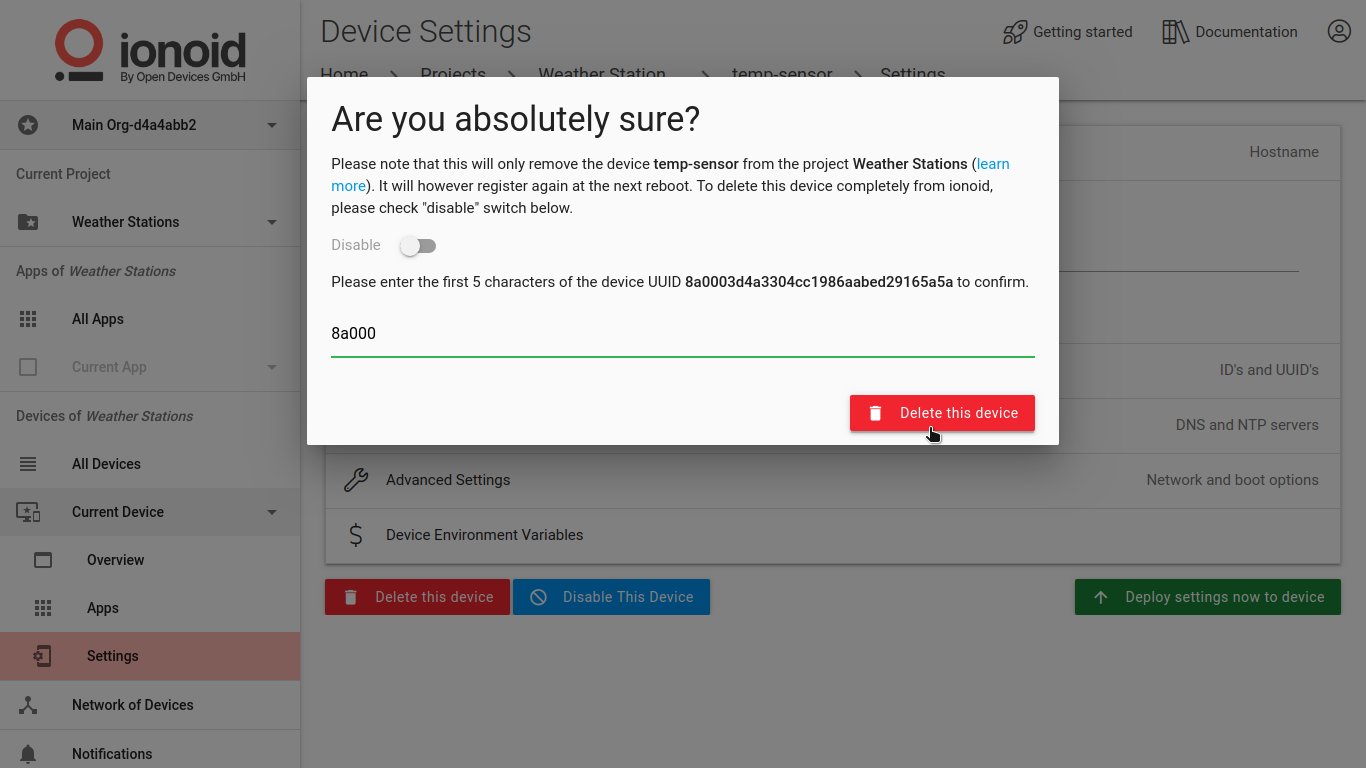 ionoid
By Open Devices GmbH
Device Settings
Getting started
Documentation
Home Projects Weather Station temp-sensor Settings
Main Org-d4a4abb2
Current Project
Weather Stations
Apps of Weather Stations
All Apps
Current App
Devices of Weather Stations
All Devices
Current Device
Overview
Apps
Settings
Network of Devices
Notifications
Are you absolutely sure?
Please note that this will only remove the device temp-sensor from the project Weather Stations (learn
more). It will however register again at the next reboot. To delete this device completely from ionoid,
please check "disable" switch below.
Disable
Please enter the first 5 characters of the device UUID 8a0003d4a3304cc1986aabed29165a5a to confirm.
8a000
Delete this device
Hostname
ID's and UUID's
DNS and NTP servers
Advanced Settings
Network and boot options
Device Environment Variables
Delete this device
Disable This Device
Deploy settings now to device